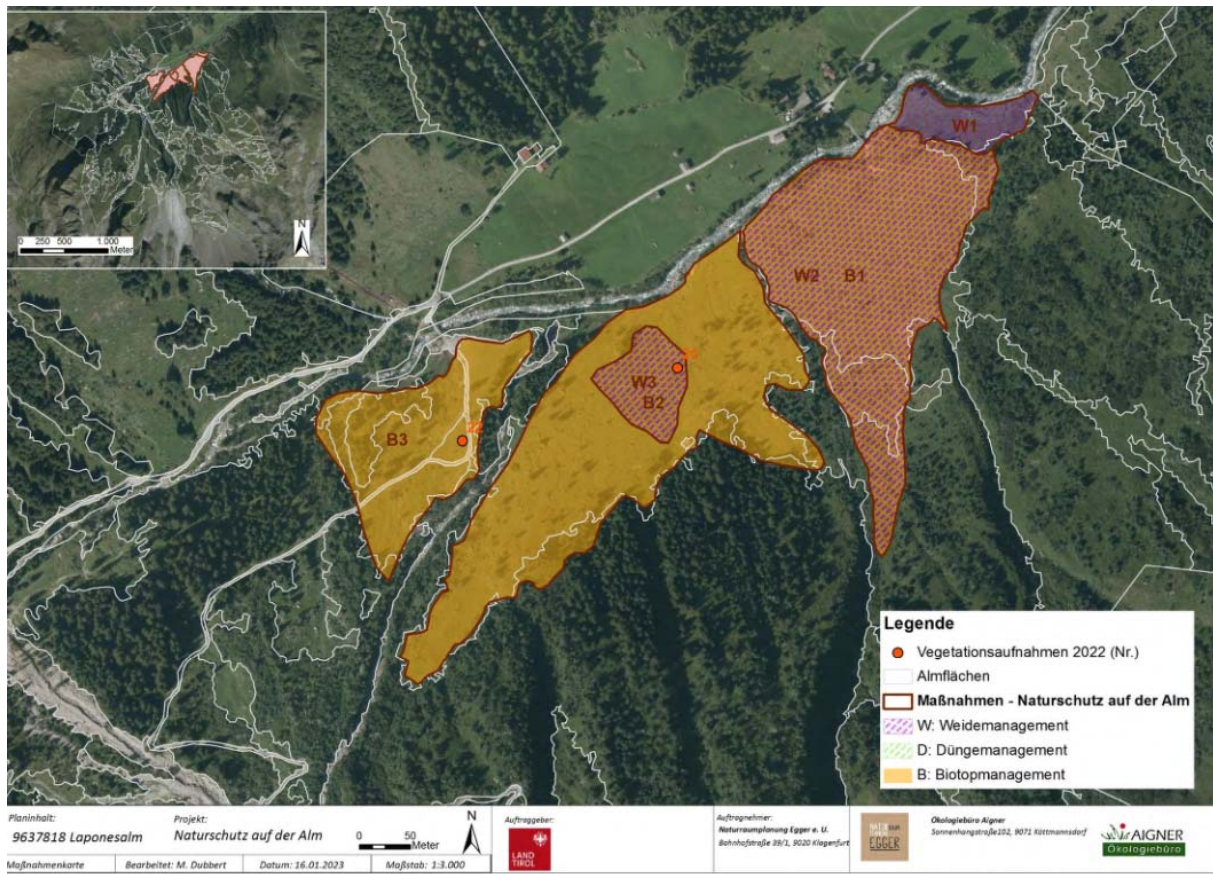 N
0 250 500 1.000
Meter
W1
W2 B1
W3
B2
B3
Legende
Vegetationsaufnahmen 2022 (Nr.)
Almflächen
Maßnahmen - Naturschutz auf der Alm
W: Weidemanagement
D: Düngemanagement
B: Biotopmanagement
Planinhalt:
9637818 Laponesalm
Projekt:
Naturschutz auf der Alm
0 50
Meter
N
Maßnahmenkarte
Bearbeitet: M. Dubbert
Datum: 16.01.2023
Maßstab: 1:3.000
Auftraggeber:
LAND
TIROL
Auftragnehmer:
Naturraumplanung Egger e. U.
Bahnhofstraße 39/1, 9020 Klagenfurt
EGGER
Ökologiebüro Aigner
Sonnenhangstraße102, 9071 Köttmannsdorf
AIGNER
Ökologiebüro